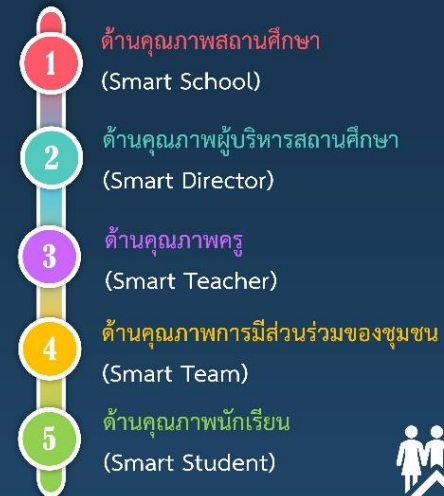 1
ด้านคุณภาพสถานศึกษา
(Smart School)
2
ด้านคุณภาพผู้บริหารสถานศึกษา
(Smart Director)
3
ด้านคุณภาพครู
(Smart Teacher)
4
ด้านคุณภาพการมีส่วนร่วมของชุมชน
(Smart Team)
5
ด้านคุณภาพนักเรียน
(Smart Student)